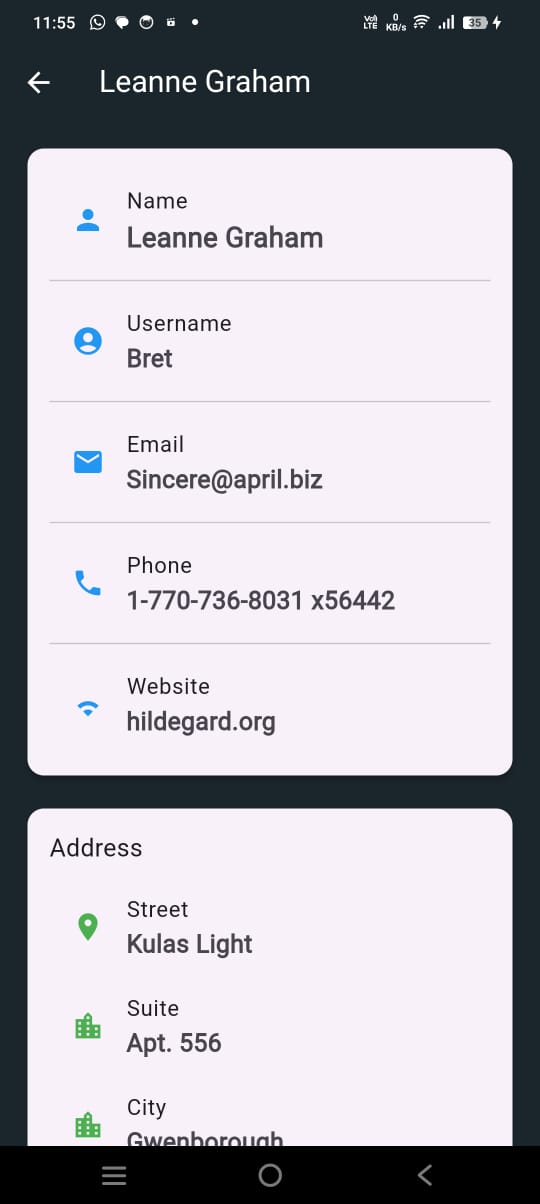 11:55
Vo)) LTE
0 KB/s
35
Leanne Graham
Name
Leanne Graham
Username
Bret
Email
Sincere@april.biz
Phone
1-770-736-8031 x56442
Website
hildegard.org
Address
Street
Kulas Light
Suite
Apt. 556
City
Gwenborough